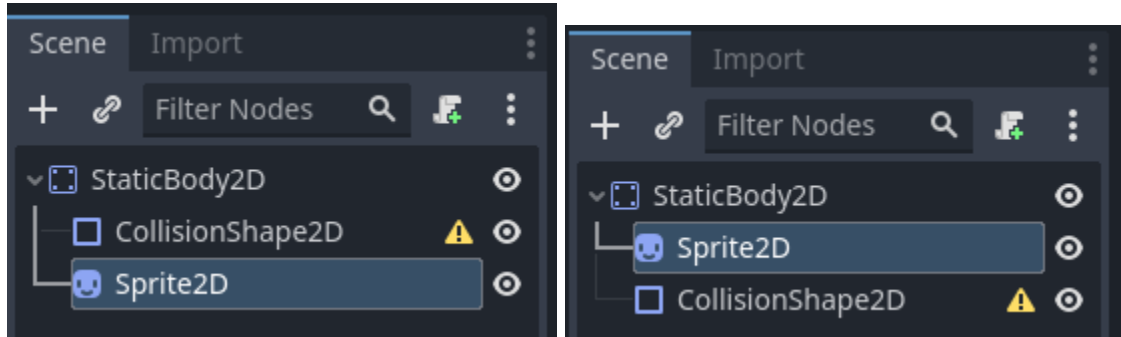 Scene Import
Filter Nodes
StaticBody2D
CollisionShape2D
Sprite2D
Scene Import
Filter Nodes
StaticBody2D
Sprite2D
CollisionShape2D